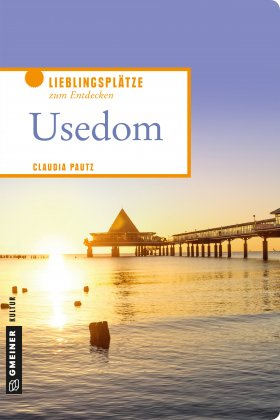 LIEBLINGSPLÄTZE
zum Entdecken
Usedom
CLAUDIA PAUTZ
GMEINER KULTUR